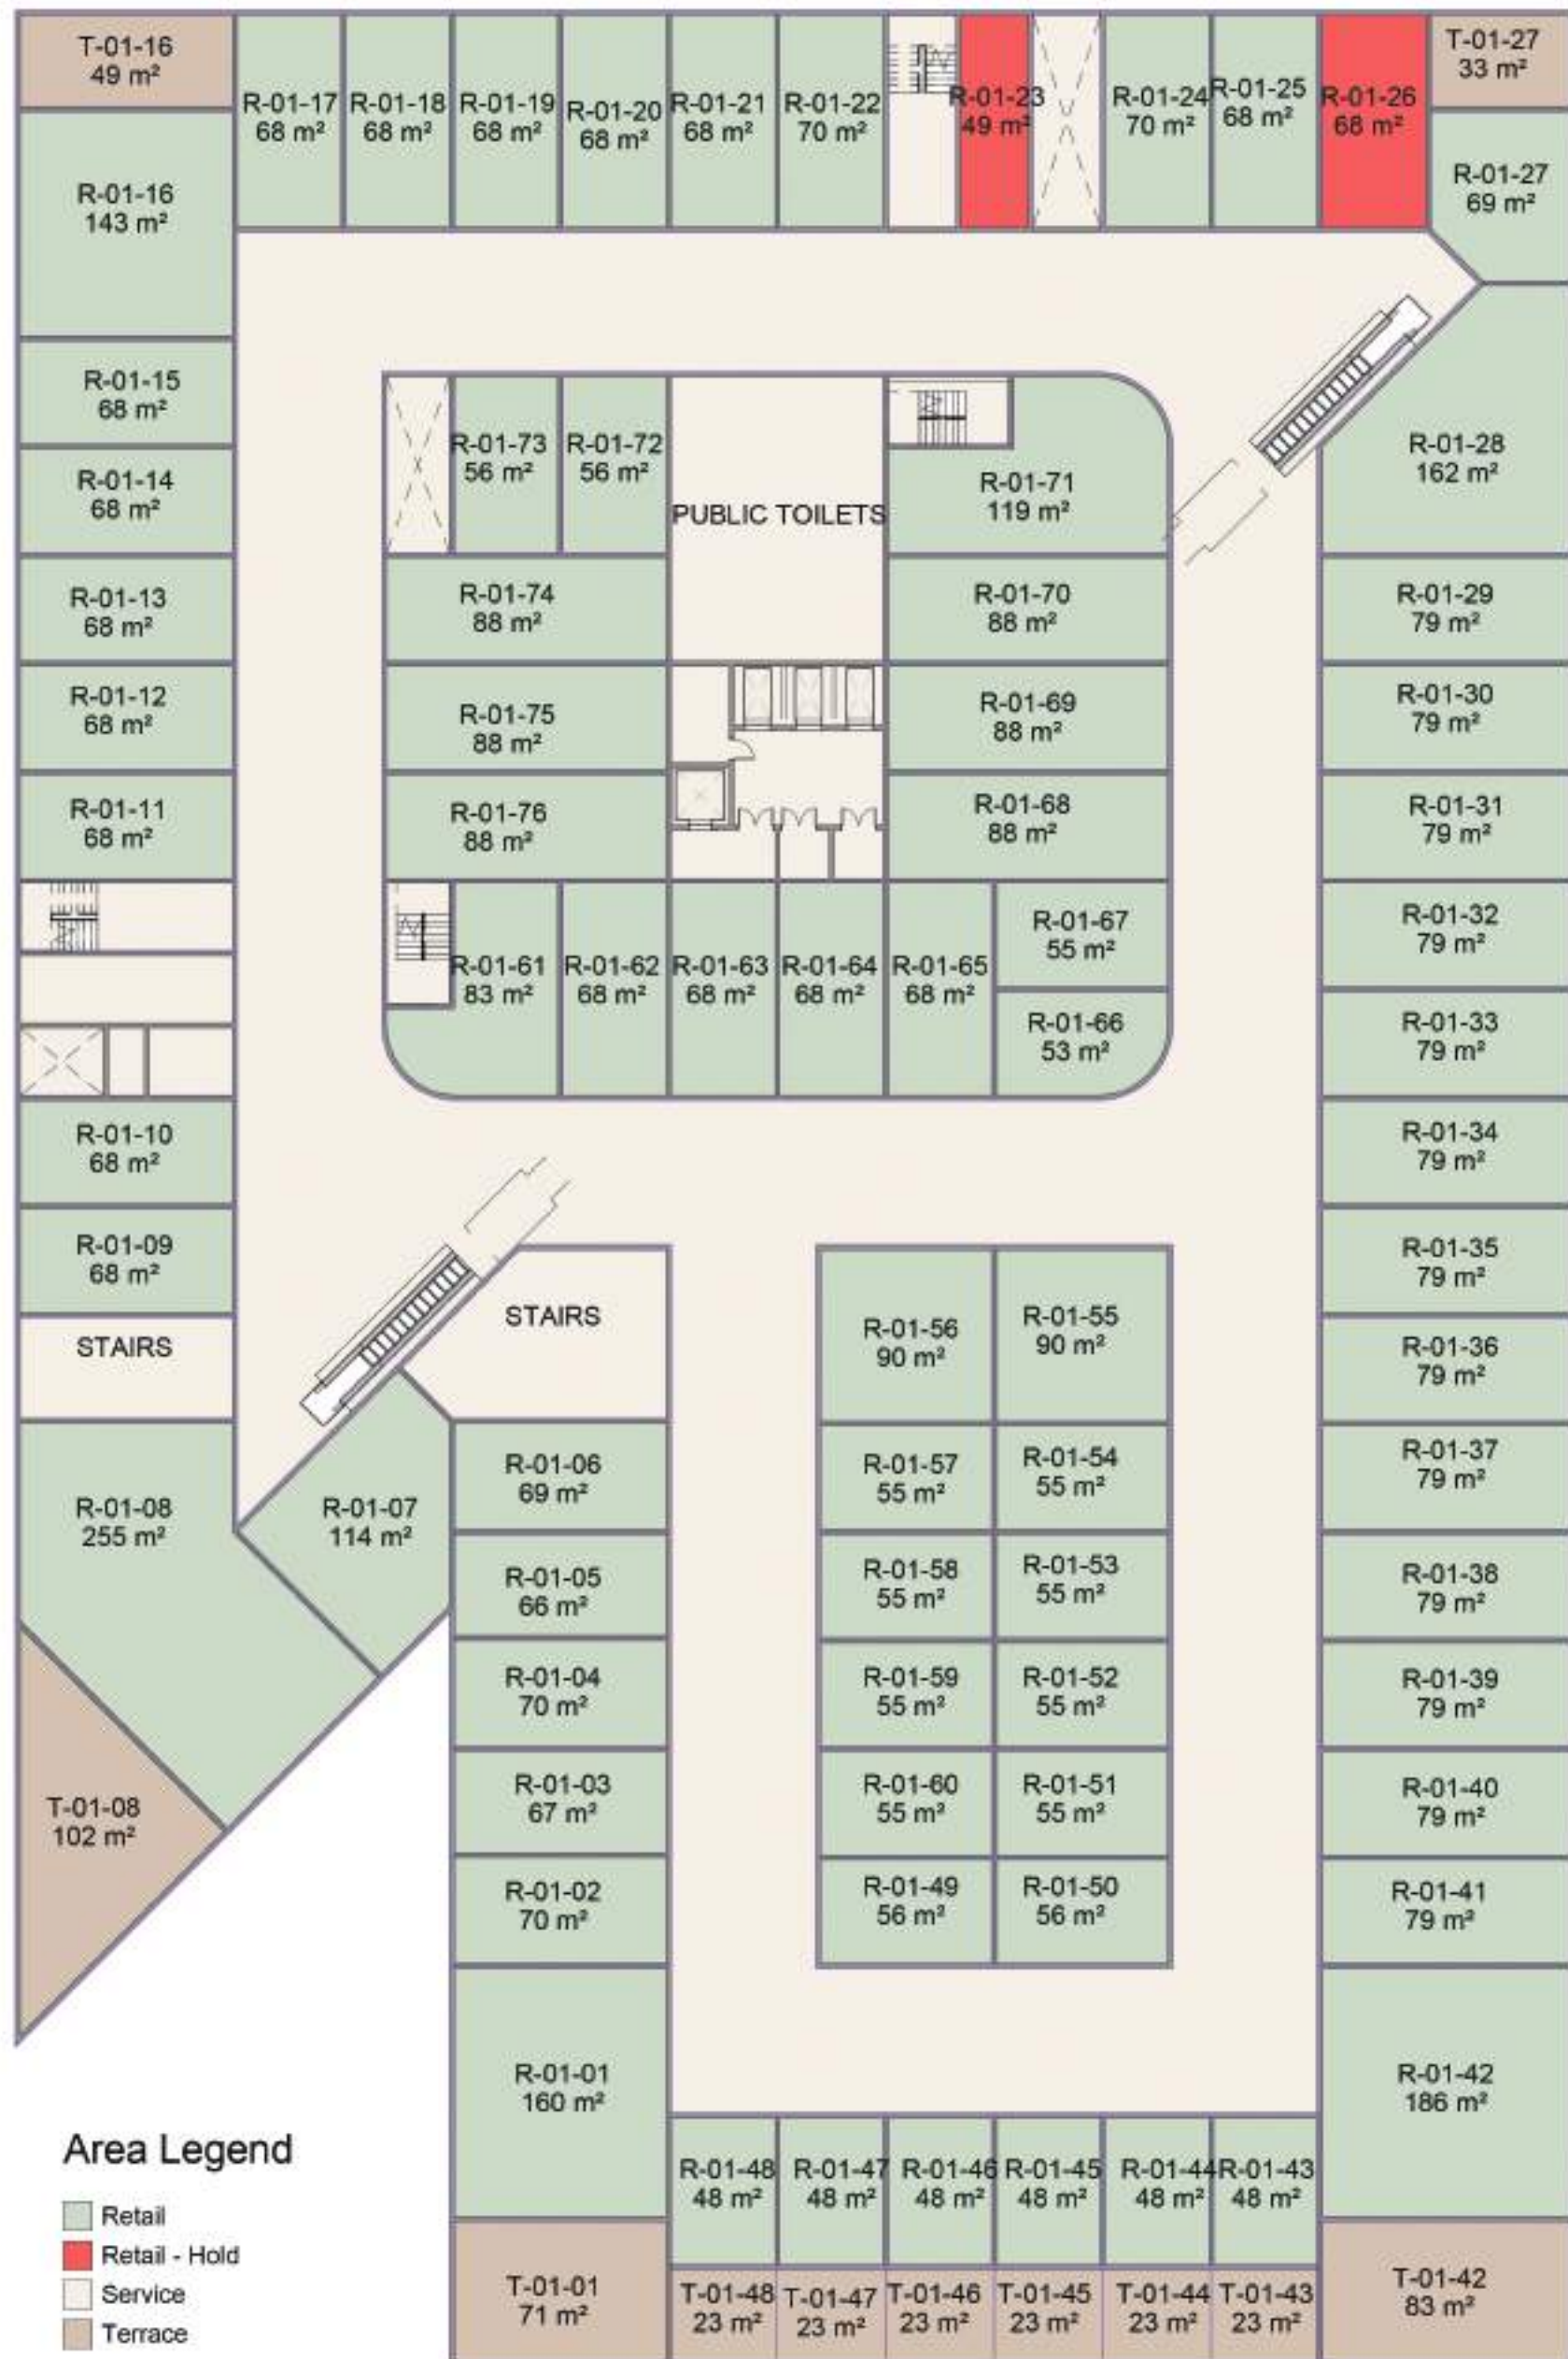 T-01-16
49 m²
R-01-17
68 m²
R-01-18
68 m²
R-01-19
68 m²
R-01-20
68 m²
R-01-21
68 m²
R-01-22
70 m²
R-01-23
49 m²
R-01-24
70 m²
R-01-25
68 m²
R-01-26
68 m²
T-01-27
33 m²
R-01-27
69 m²
R-01-16
143 m²
R-01-15
68 m²
R-01-14
68 m²
R-01-13
68 m²
R-01-12
68 m²
R-01-11
68 m²
R-01-10
68 m²
R-01-09
68 m²
STAIRS
R-01-08
255 m²
T-01-08
102 m²
R-01-73
56 m²
R-01-72
56 m²
PUBLIC TOILETS
R-01-71
119 m²
R-01-74
88 m²
R-01-70
88 m²
R-01-75
88 m²
R-01-69
88 m²
R-01-76
88 m²
R-01-68
88 m²
R-01-61
83 m²
R-01-62
68 m²
R-01-63
68 m²
R-01-64
68 m²
R-01-65
68 m²
R-01-67
55 m²
R-01-66
53 m²
R-01-28
162 m²
R-01-29
79 m²
R-01-30
79 m²
R-01-31
79 m²
R-01-32
79 m²
R-01-33
79 m²
R-01-34
79 m²
R-01-35
79 m²
R-01-36
79 m²
R-01-37
79 m²
R-01-38
79 m²
R-01-39
79 m²
R-01-40
79 m²
R-01-41
79 m²
R-01-42
186 m²
T-01-42
83 m²
STAIRS
R-01-07
114 m²
R-01-06
69 m²
R-01-05
66 m²
R-01-04
70 m²
R-01-03
67 m²
R-01-02
70 m²
R-01-01
160 m²
T-01-01
71 m²
R-01-56
90 m²
R-01-55
90 m²
R-01-57
55 m²
R-01-54
55 m²
R-01-58
55 m²
R-01-53
55 m²
R-01-59
55 m²
R-01-52
55 m²
R-01-60
55 m²
R-01-51
55 m²
R-01-49
56 m²
R-01-50
56 m²
R-01-48
48 m²
R-01-47
48 m²
R-01-46
48 m²
R-01-45
48 m²
R-01-44
48 m²
R-01-43
48 m²
T-01-48
23 m²
T-01-47
23 m²
T-01-46
23 m²
T-01-45
23 m²
T-01-44
23 m²
T-01-43
23 m²
Area Legend
Retail
Retail - Hold
Service
Terrace